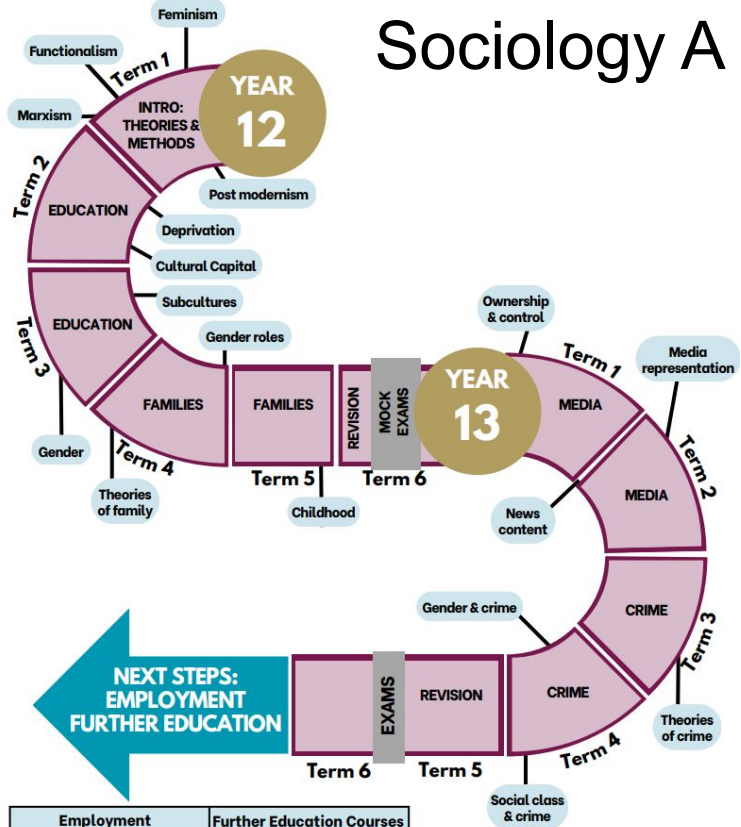 Sociology A
Feminism
Functionalism
Term 1
Marxism
INTRO:
THEORIES &
METHODS
YEAR
12
Post modernism
Term 2
EDUCATION
Deprivation
Cultural Capital
Subcultures
Term 3
EDUCATION
Gender
Gender roles
FAMILIES
Term 4
Theories
of family
FAMILIES
Term 5
Childhood
REVISION
MOCK
EXAMS
Term 6
YEAR
13
Ownership
& control
Term 1
MEDIA
Media
representation
Term 2
MEDIA
News
content
CRIME
Term 3
Theories
of crime
Gender & crime
CRIME
Term 4
Social class
& crime
REVISION
Term 5
EXAMS
Term 6
NEXT STEPS:
EMPLOYMENT
FURTHER EDUCATION
Employment
Further Education Courses